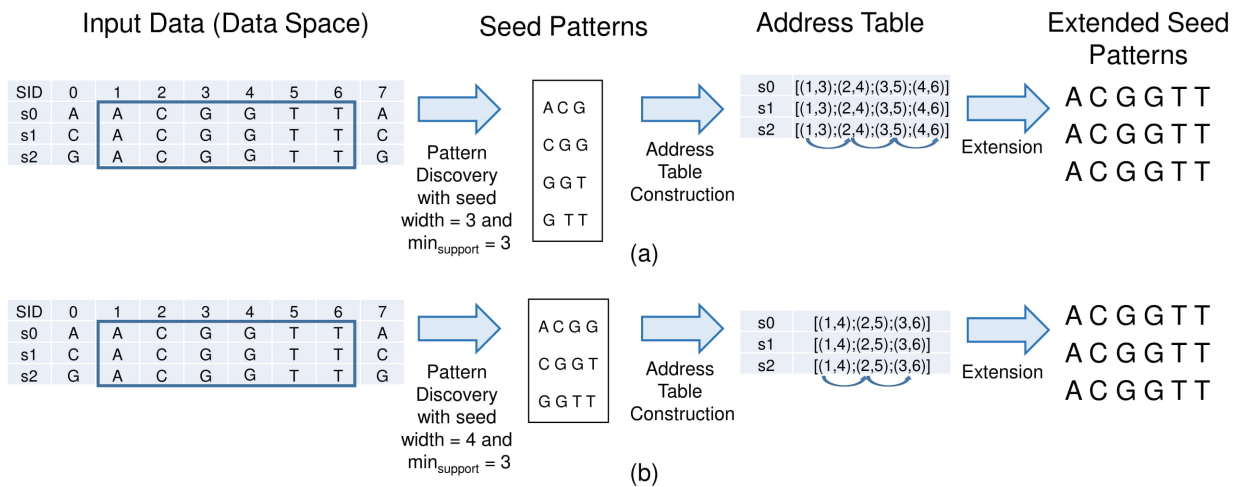 Input Data (Data Space)
Seed Patterns
Address Table
Extended Seed
Patterns
SID 0 1 2 3 4 5 6 7
s0 A A C G G T T A
s1 C A C G G T T C
s2 G A C G G T T G
Pattern
Discovery
with seed
width = 3 and
min_support = 3
A C G
C G G
G G T
G T T
Address
Table
Construction
s0 [(1,3);(2,4);(3,5);(4,6)]
s1 [(1,3);(2,4);(3,5);(4,6)]
s2 [(1,3);(2,4);(3,5);(4,6)]
Extension
A C G G T T
A C G G T T
A C G G T T
(a)
SID 0 1 2 3 4 5 6 7
s0 A A C G G T T A
s1 C A C G G T T C
s2 G A C G G T T G
Pattern
Discovery
with seed
width = 4 and
min_support = 3
A C G G
C G G T
G G T T
Address
Table
Construction
s0 [(1,4);(2,5);(3,6)]
s1 [(1,4);(2,5);(3,6)]
s2 [(1,4);(2,5);(3,6)]
Extension
A C G G T T
A C G G T T
A C G G T T
(b)